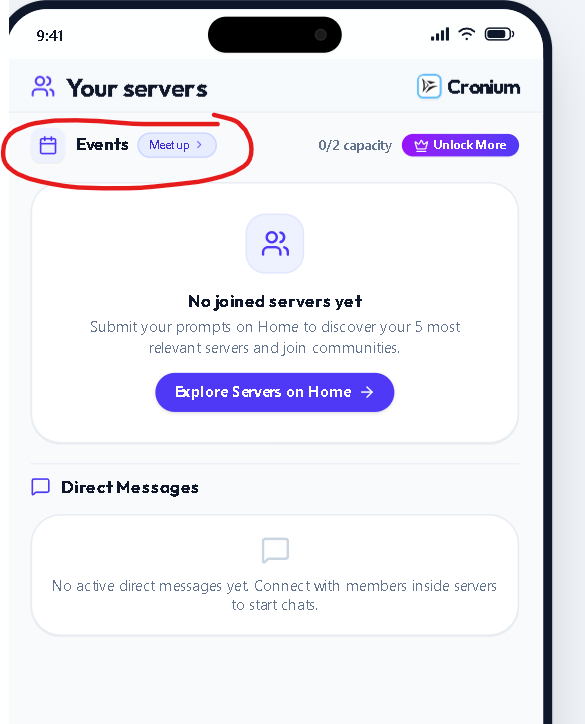 9:41
Your servers
Cronium
Events Meetup
0/2 capacity Unlock More
No joined servers yet
Submit your prompts on Home to discover your 5 most
relevant servers and join communities.
Explore Servers on Home
Direct Messages
No active direct messages yet. Connect with members inside servers
to start chats.